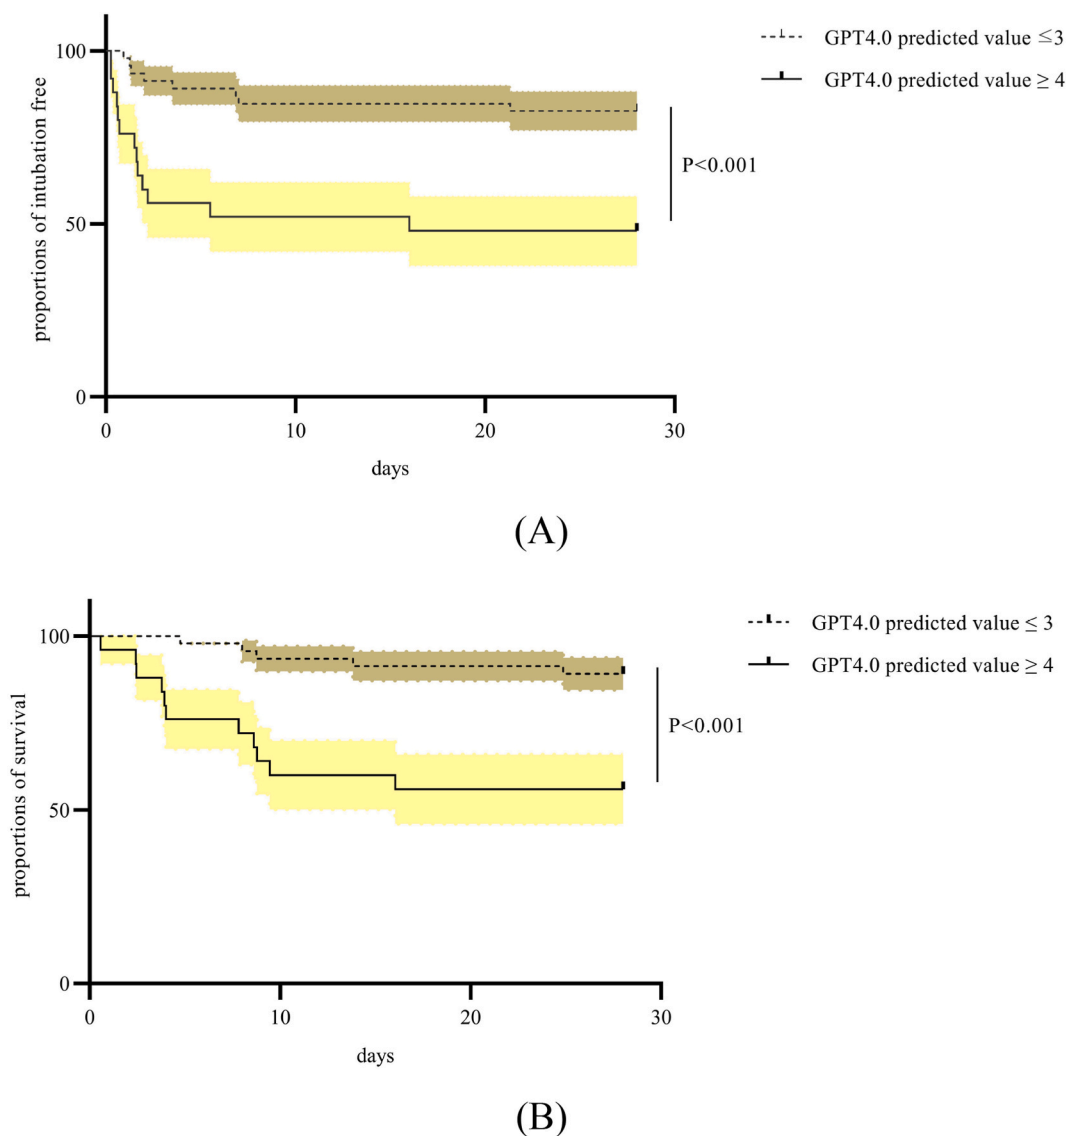 GPT4.0 predicted value ≤3
GPT4.0 predicted value ≥ 4
proportions of intubation free
100
50
0
P<0.001
0 10 20 30
days
(A)
GPT4.0 predicted value ≤ 3
GPT4.0 predicted value ≥ 4
proportions of survival
100
50
0
P<0.001
0 10 20 30
days
(B)